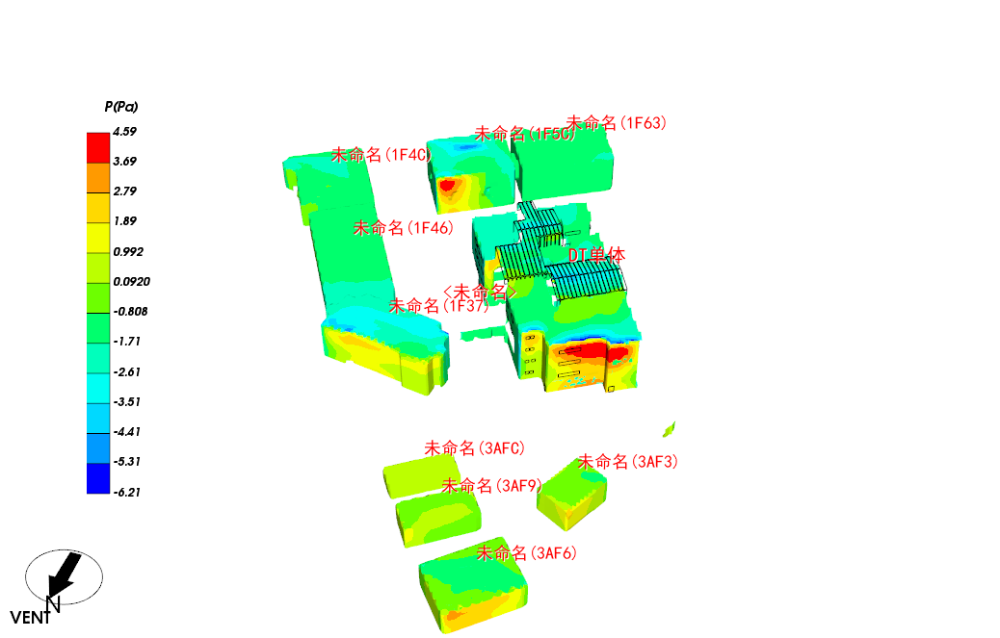 P(Pa)
4.59
3.69
2.79
1.89
0.992
0.0920
-0.808
-1.71
-2.61
-3.51
-4.41
-5.31
-6.21
未命名(1F63)
未命名(1F5C)
未命名(1F4C)
未命名(1F46)
DT单体
<未命名>
未命名(1F37)
未命名(3AFC)
未命名(3AF3)
未命名(3AF9)
未命名(3AF6)
N
VENT